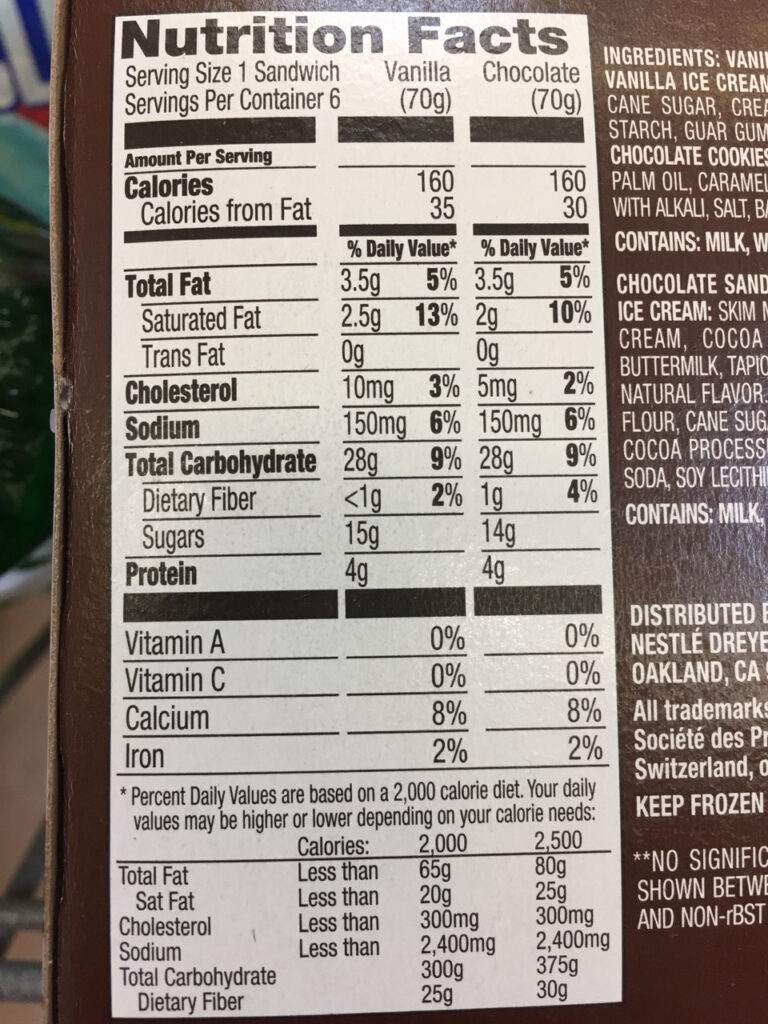 Nutrition Facts
Serving Size 1 Sandwich Vanilla Chocolate
Servings Per Container 6 (70g) (70g)
Amount Per Serving
Calories 160 160
Calories from Fat 35 30
% Daily Value* % Daily Value*
Total Fat 3.5g 5% 3.5g 5%
Saturated Fat 2.5g 13% 2g 10%
Trans Fat 0g 0g
Cholesterol 10mg 3% 5mg 2%
Sodium 150mg 6% 150mg 6%
Total Carbohydrate 28g 9% 28g 9%
Dietary Fiber <1g 2% 1g 4%
Sugars 15g 14g
Protein 4g 4g
Vitamin A 0% 0%
Vitamin C 0% 0%
Calcium 8% 8%
Iron 2% 2%
* Percent Daily Values are based on a 2,000 calorie diet. Your daily
values may be higher or lower depending on your calorie needs:
Calories: 2,000 2,500
Total Fat Less than 65g 80g
Sat Fat Less than 20g 25g
Cholesterol Less than 300mg 300mg
Sodium Less than 2,400mg 2,400mg
Total Carbohydrate 300g 375g
Dietary Fiber 25g 30g
INGREDIENTS:
VANILLA ICE CREAM
CANE SUGAR,
STARCH, GUAR GUM
CHOCOLATE COOKIES
PALM OIL,
WITH ALKALI, SALT,
CONTAINS: MILK,
CHOCOLATE
ICE CREAM: SKIM
CREAM, COCOA
BUTTERMILK,
NATURAL FLAVOR.
FLOUR, CANE
COCOA
SODA, SOY
CONTAINS: MILK,
DISTRIBUTED
NESTLÉ
OAKLAND, CA
All trademarks
Société des
Switzerland,
KEEP FROZEN
**NO
SHOWN
AND NON-rBST